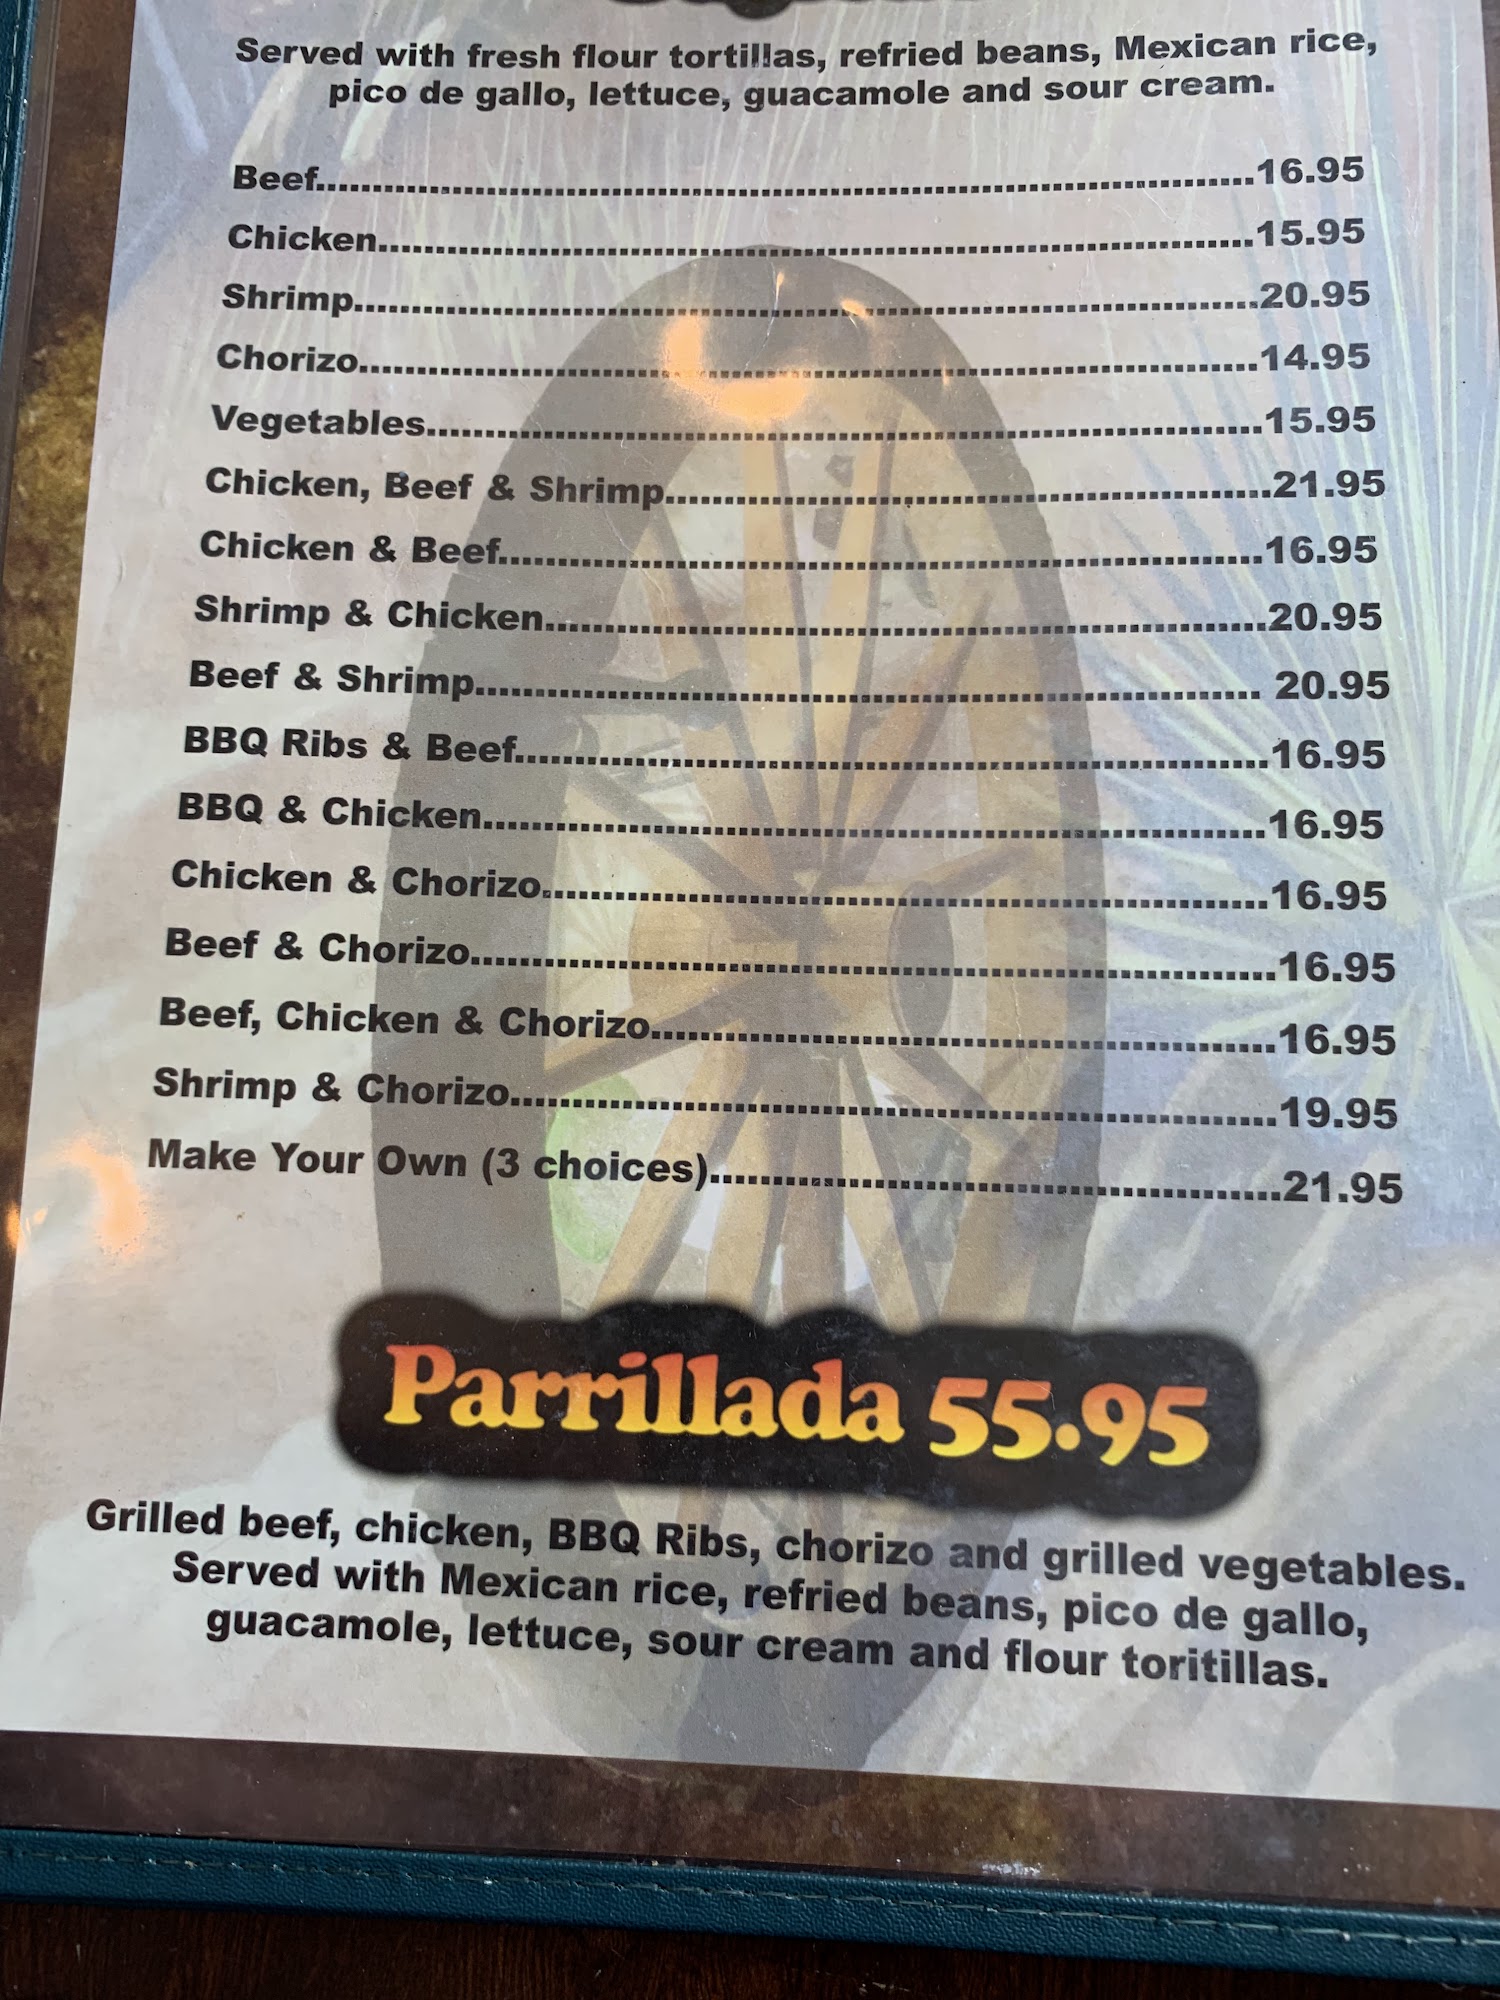 Served with fresh flour tortillas, refried beans, Mexican rice,
pico de gallo, lettuce, guacamole and sour cream.
Beef 16.95
Chicken 15.95
Shrimp 20.95
Chorizo 14.95
Vegetables 15.95
Chicken, Beef & Shrimp 21.95
Chicken & Beef 16.95
Shrimp & Chicken 20.95
Beef & Shrimp 20.95
BBQ Ribs & Beef 16.95
BBQ & Chicken 16.95
Chicken & Chorizo 16.95
Beef & Chorizo 16.95
Beef, Chicken & Chorizo 16.95
Shrimp & Chorizo 19.95
Make Your Own (3 choices) 21.95
Parrillada 55.95
Grilled beef, chicken, BBQ Ribs, chorizo and grilled vegetables.
Served with Mexican rice, refried beans, pico de gallo,
guacamole, lettuce, sour cream and flour toritillas.